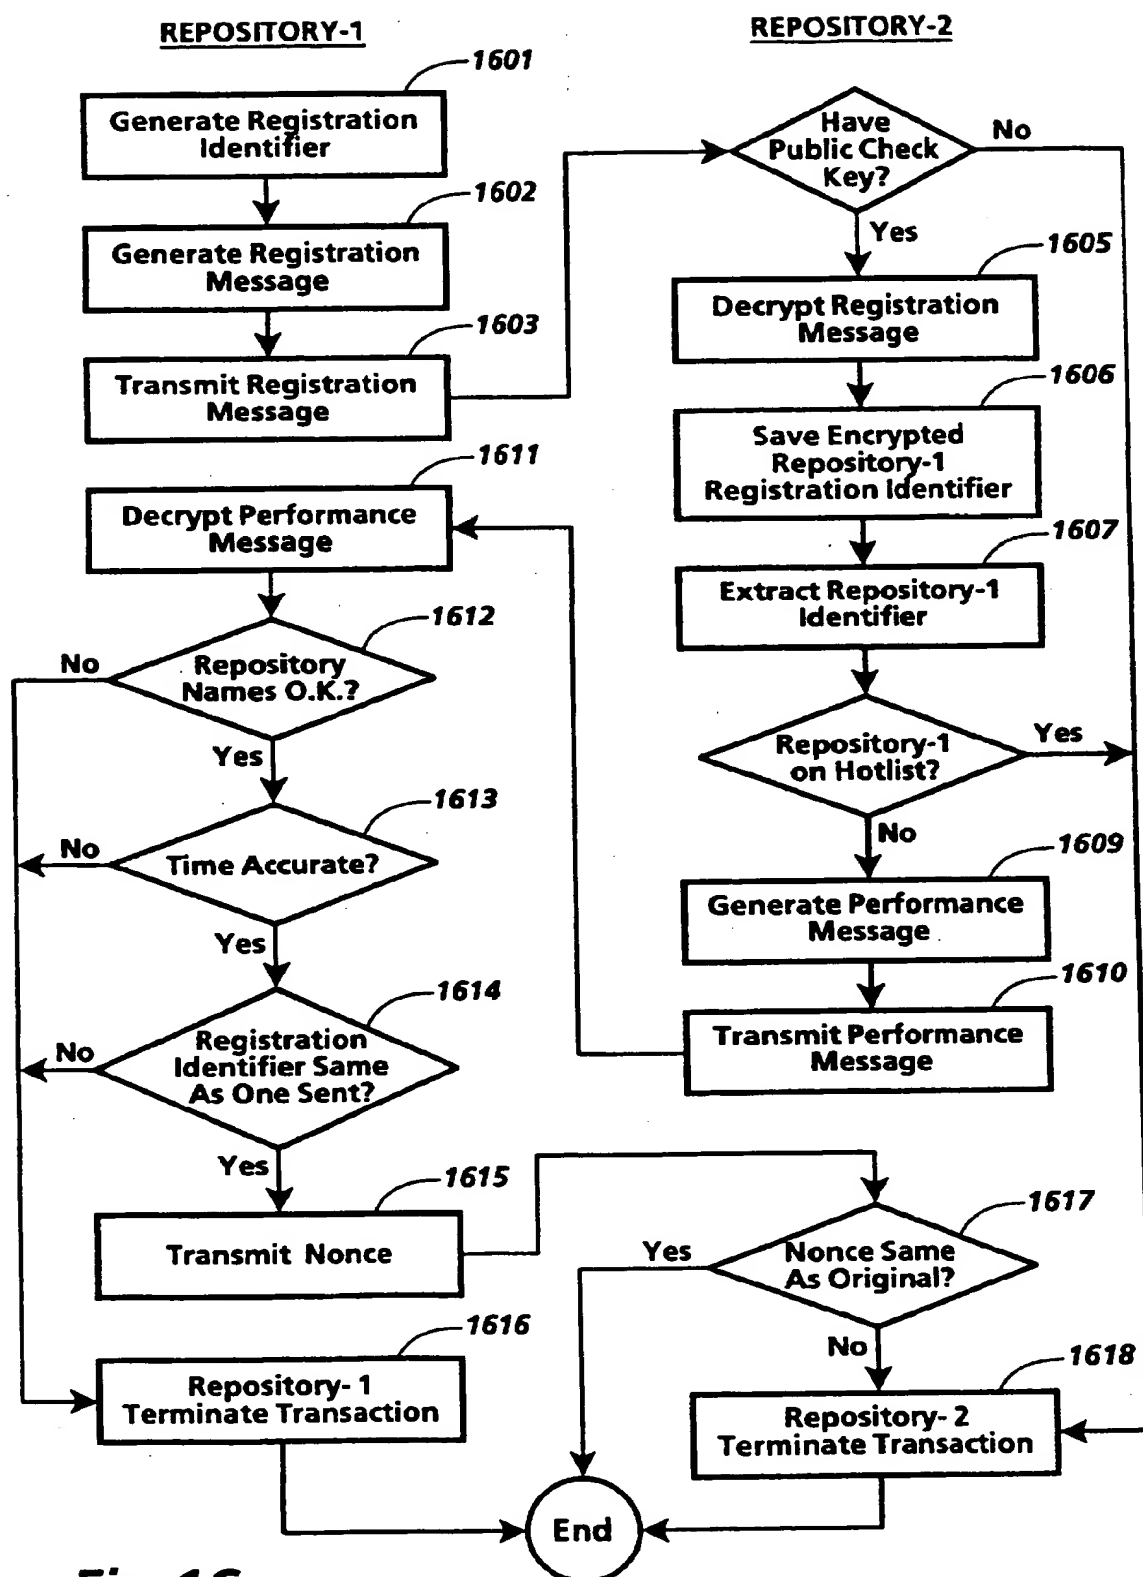 REPOSITORY-1
1601
Generate Registration
Identifier
1602
Generate Registration
Message
1603
Transmit Registration
Message
1611
Decrypt Performance
Message
1612
Repository
Names O.K.?
No
Yes
1613
Time Accurate?
No
Yes
1614
Registration
Identifier Same
As One Sent?
No
Yes
1615
Transmit Nonce
1616
Repository- 1
Terminate Transaction
REPOSITORY-2
Have
Public Check
Key?
No
Yes
1605
Decrypt Registration
Message
1606
Save Encrypted
Repository-1
Registration Identifier
1607
Extract Repository-1
Identifier
Repository-1
on Hotlist?
Yes
No
1609
Generate Performance
Message
1610
Transmit Performance
Message
1617
Nonce Same
As Original?
Yes
No
1618
Repository- 2
Terminate Transaction
End